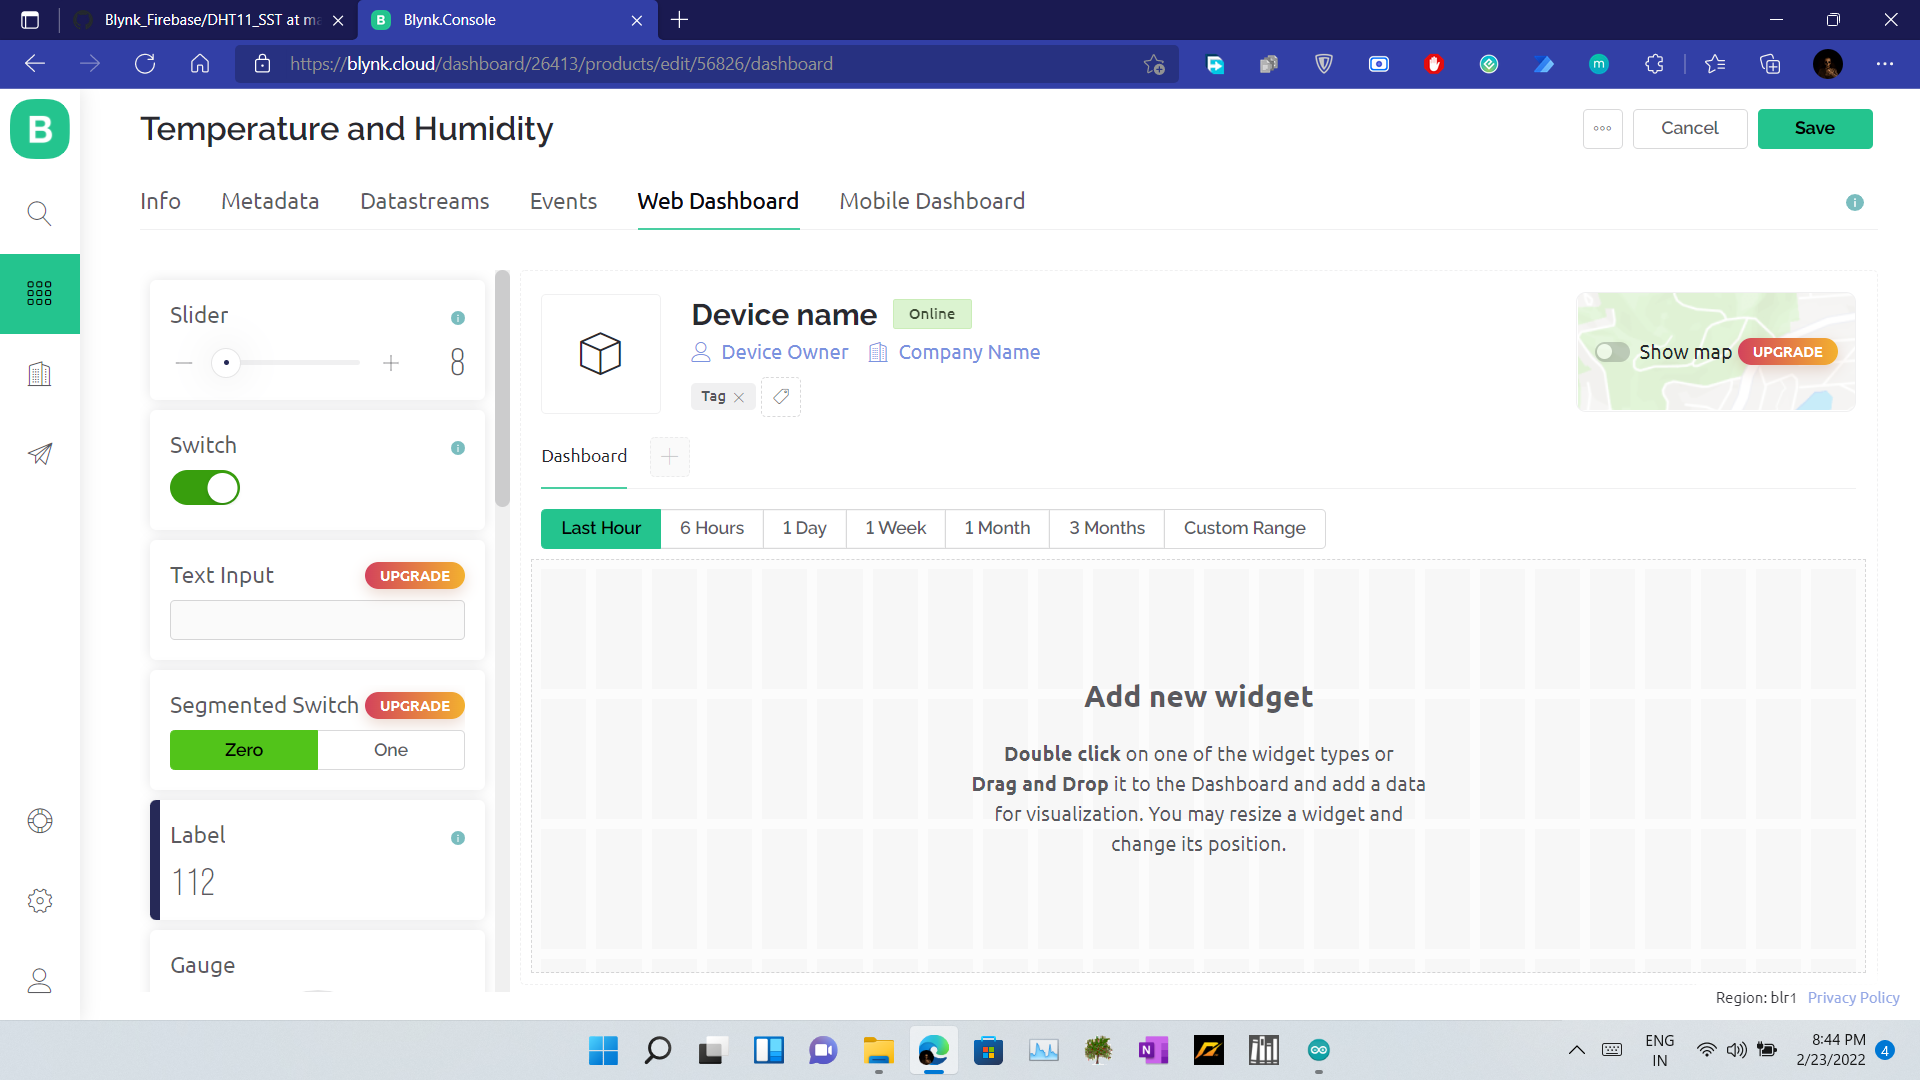 Blynk_Firebase/DHT11_SST at ma
B
Blynk.Console
https://blynk.cloud/dashboard/26413/products/edit/56826/dashboard
m
B
Temperature and Humidity
Cancel
Save
Info
Metadata
Datastreams
Events
Web Dashboard
Mobile Dashboard
i
Slider
i
8
Switch
i
Text Input
UPGRADE
Segmented Switch
UPGRADE
Zero
One
Label
i
112
Gauge
Device name
Online
Device Owner
Company Name
Tag
Show map
UPGRADE
Dashboard
Last Hour
6 Hours
1 Day
1 Week
1 Month
3 Months
Custom Range
Add new widget
Double click on one of the widget types or
Drag and Drop it to the Dashboard and add a data
for visualization. You may resize a widget and
change its position.
Region: blr1
Privacy Policy
N
ENG
IN
8:44 PM
2/23/2022
4